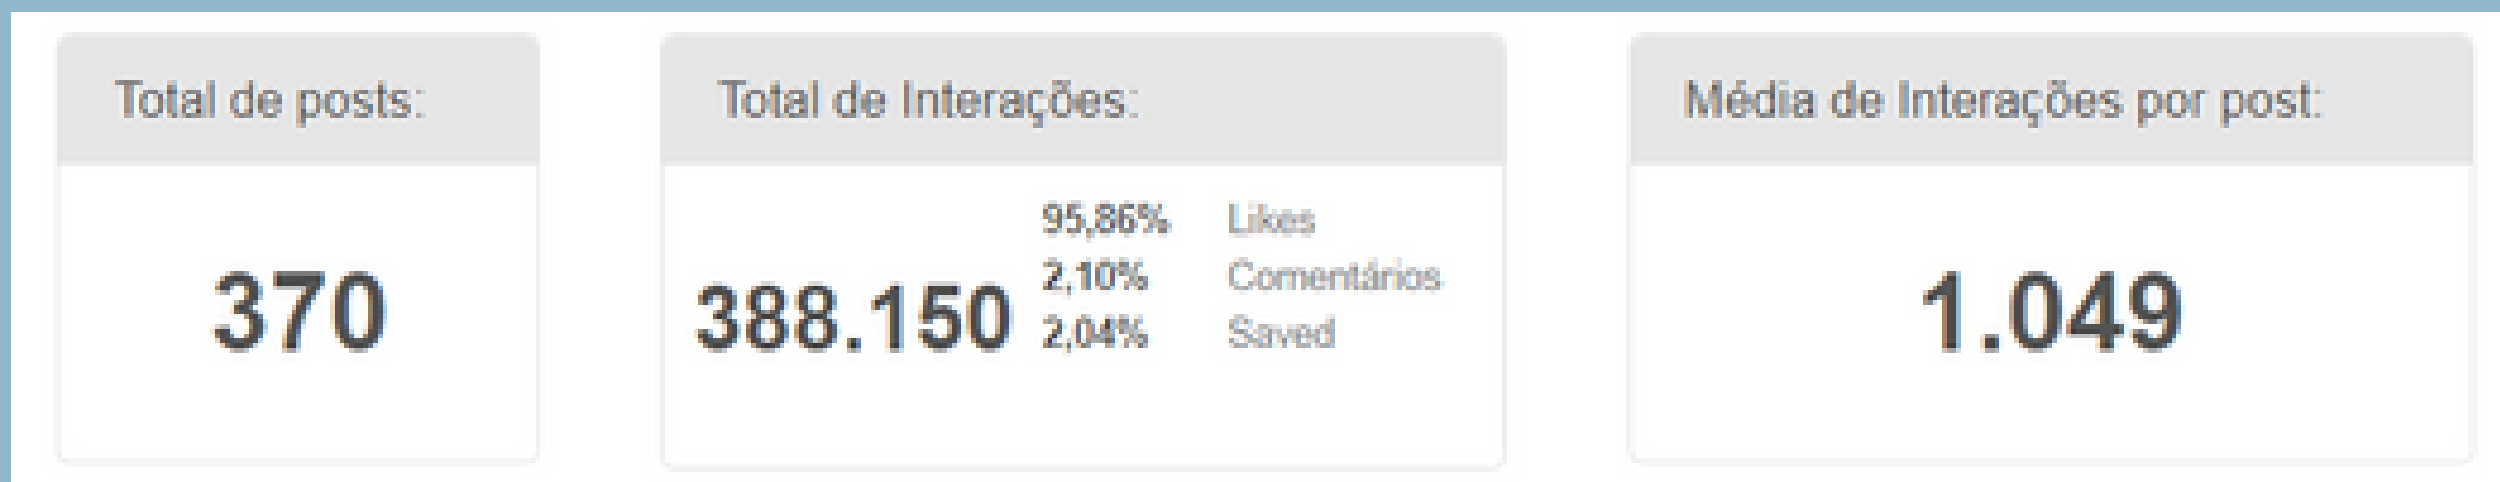 Total de posts:
370
Total de Interações:
388.150
95,86% Likes
2,10% Comentários
2,04% Saved
Média de Interações por post:
1.049